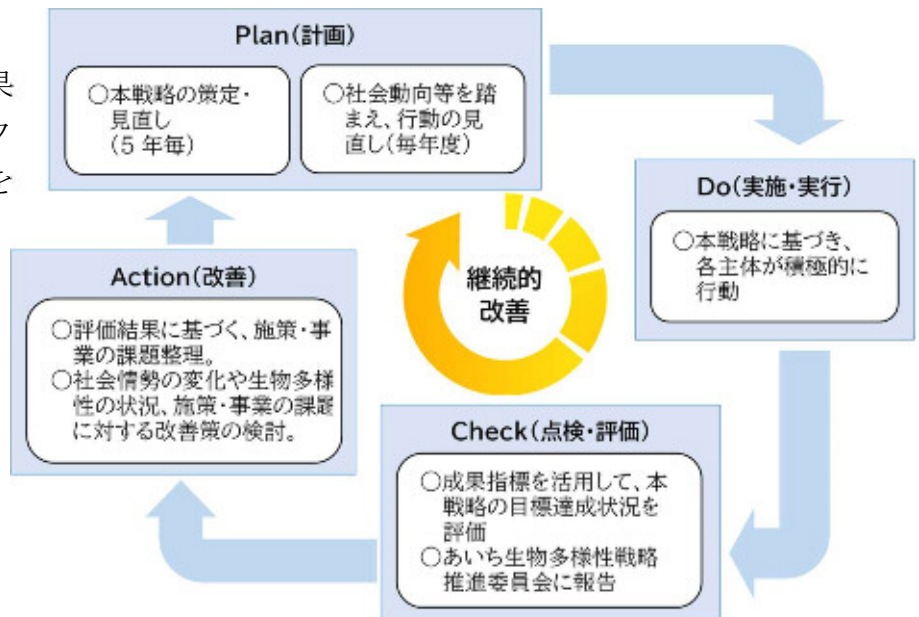 果
ク
を
Plan(計画)
○本戦略の策定・
見直し
(5 年毎)
○社会動向等を踏
まえ、行動の見
直し(毎年度)
Do(実施・実行)
○本戦略に基づき、
各主体が積極的に
行動
継続的
改善
Check(点検・評価)
○成果指標を活用して、本
戦略の目標達成状況を
評価
○あいち生物多様性戦略
推進委員会に報告
Action(改善)
○評価結果に基づく、施策・事
業の課題整理。
○社会情勢の変化や生物多様
性の状況、施策・事業の課題
に対する改善策の検討。